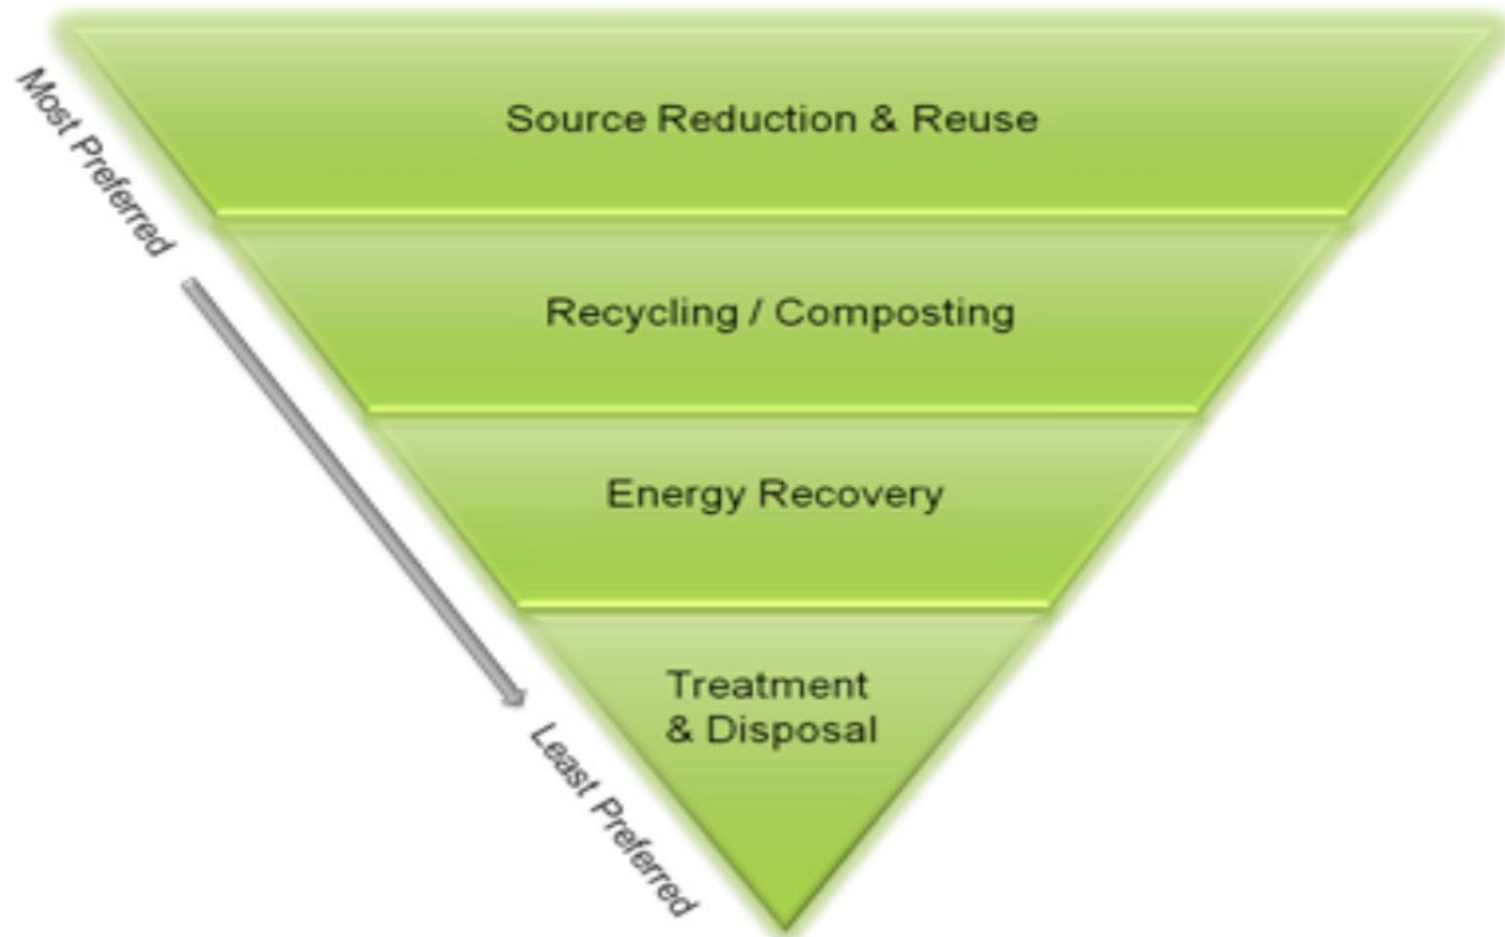 Most Preferred
Source Reduction & Reuse
Recycling / Composting
Energy Recovery
Treatment
& Disposal
Least Preferred